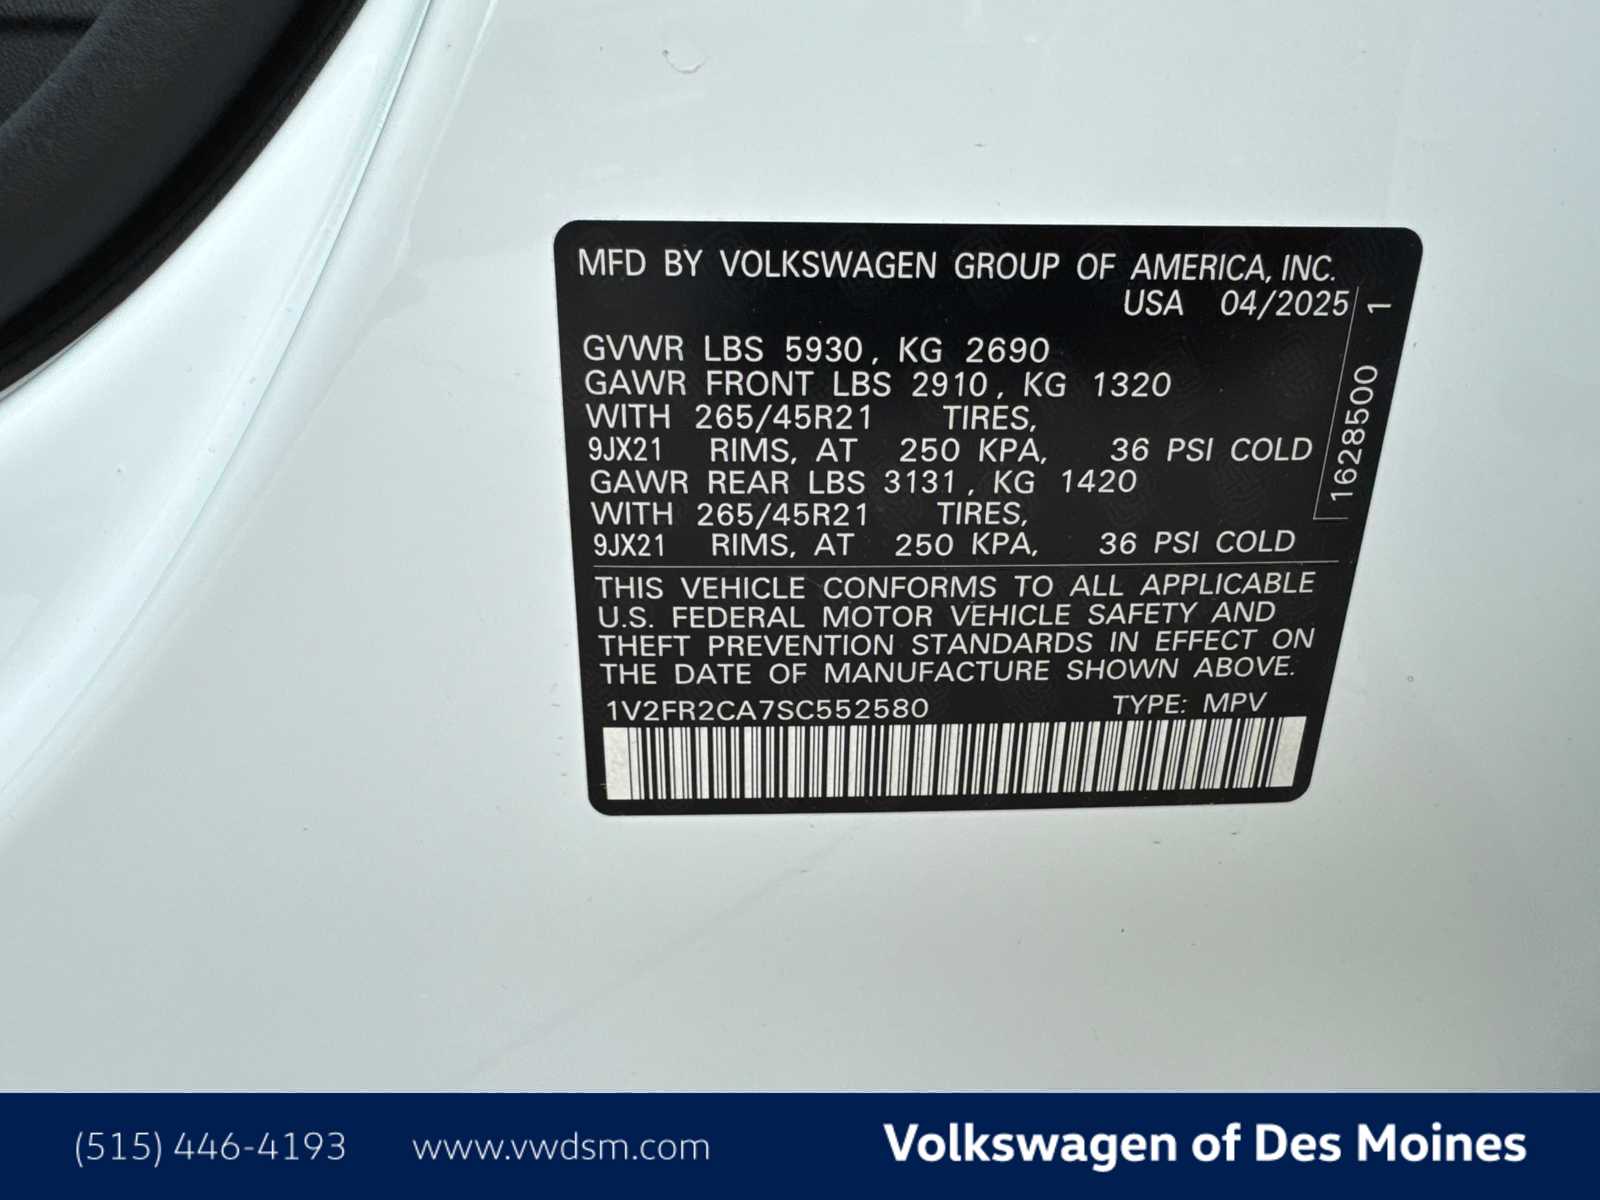 MFD BY VOLKSWAGEN GROUP OF AMERICA, INC.
USA 04/2025
GVWR LBS 5930, KG 2690
GAWR FRONT LBS 2910, KG 1320
WITH 265/45R21 TIRES,
9JX21 RIMS, AT 250 KPA, 36 PSI COLD
GAWR REAR LBS 3131, KG 1420
WITH 265/45R21 TIRES,
9JX21 RIMS, AT 250 KPA, 36 PSI COLD
1628500 1
THIS VEHICLE CONFORMS TO ALL APPLICABLE
U.S. FEDERAL MOTOR VEHICLE SAFETY AND
THEFT PREVENTION STANDARDS IN EFFECT ON
THE DATE OF MANUFACTURE SHOWN ABOVE.
1V2FR2CA7SC552580 TYPE: MPV
(515) 446-4193 www.vwdsm.com Volkswagen of Des Moines